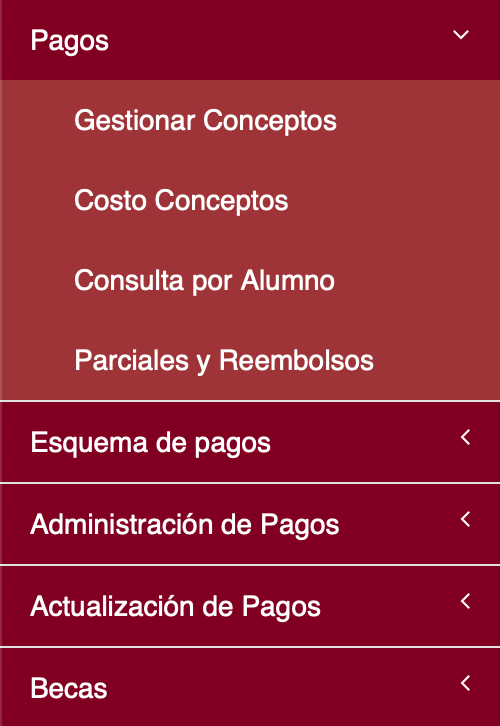 Pagos
Gestionar Conceptos
Costo Conceptos
Consulta por Alumno
Parciales y Reembolsos
Esquema de pagos
Administración de Pagos
Actualización de Pagos
Becas